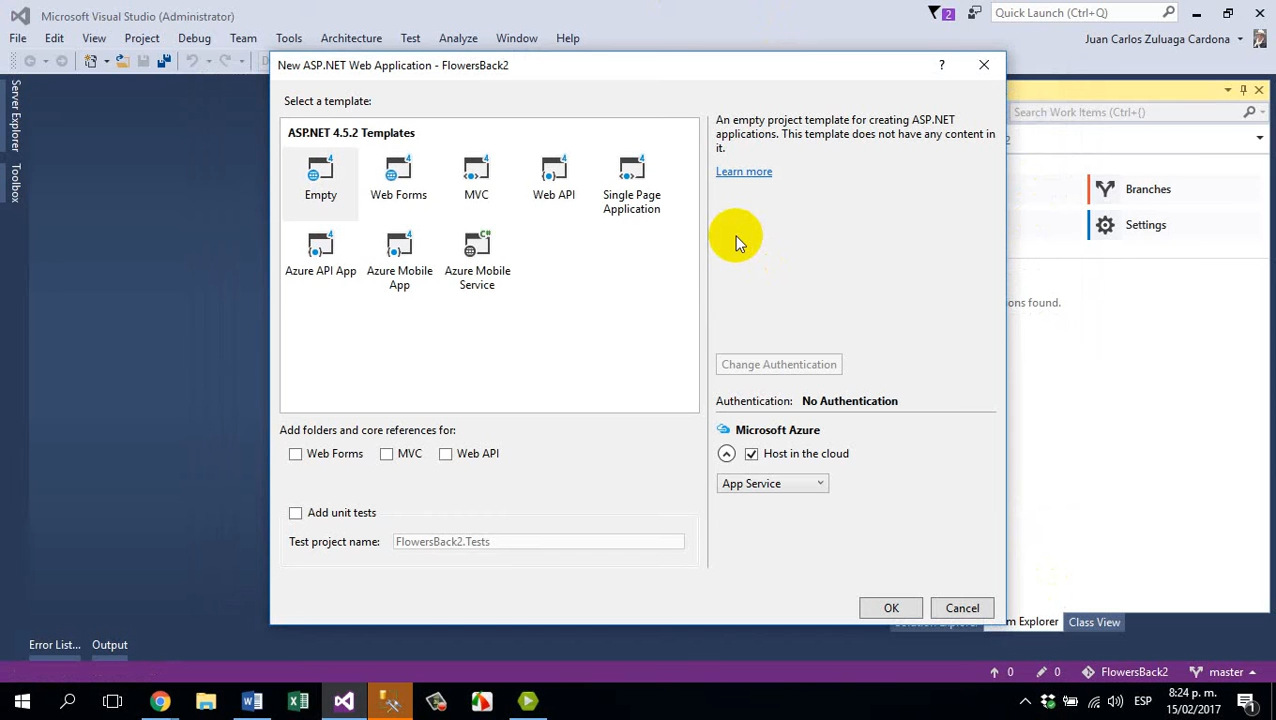 Microsoft Visual Studio (Administrator)
2
Quick Launch (Ctrl+Q)
File Edit View Project Debug Team Tools Architecture Test Analyze Window Help
Juan Carlos Zuluaga Cardona
Server Explorer
Toolbox
New ASP.NET Web Application - FlowersBack2
?
Select a template:
ASP.NET 4.5.2 Templates
Empty
Web Forms
MVC
Web API
Single Page
Application
Azure API App
Azure Mobile
App
Azure Mobile
Service
An empty project template for creating ASP.NET
applications. This template does not have any content in
it.
Learn more
Change Authentication
Authentication: No Authentication
Microsoft Azure
Host in the cloud
App Service
Add folders and core references for:
Web Forms MVC Web API
Add unit tests
Test project name: FlowersBack2.Tests
OK Cancel
Search Work Items (Ctrl+ç)
2
Branches
Settings
ons found.
m Explorer Class View
Error List... Output
0 0 FlowersBack2 master
ESP
8:24 p. m.
15/02/2017
1